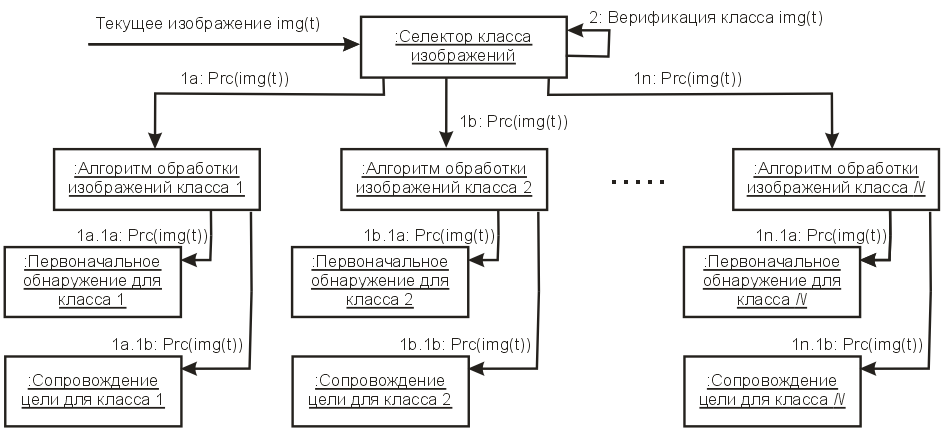 Текущее изображение img(t)
2: Верификация класса img(t)
:Селектор класса
изображений
1a: Prc(img(t))
1b: Prc(img(t))
1n: Prc(img(t))
:Алгоритм обработки
изображений класса 1
:Алгоритм обработки
изображений класса 2
.....
:Алгоритм обработки
изображений класса N
1a.1a: Prc(img(t))
1b.1a: Prc(img(t))
1n.1a: Prc(img(t))
:Первоначальное
обнаружение для
класса 1
:Первоначальное
обнаружение для
класса 2
:Первоначальное
обнаружение для
класса N
1a.1b: Prc(img(t))
1b.1b: Prc(img(t))
1n.1b: Prc(img(t))
:Сопровождение
цели для класса 1
:Сопровождение
цели для класса 2
:Сопровождение
цели для класса N